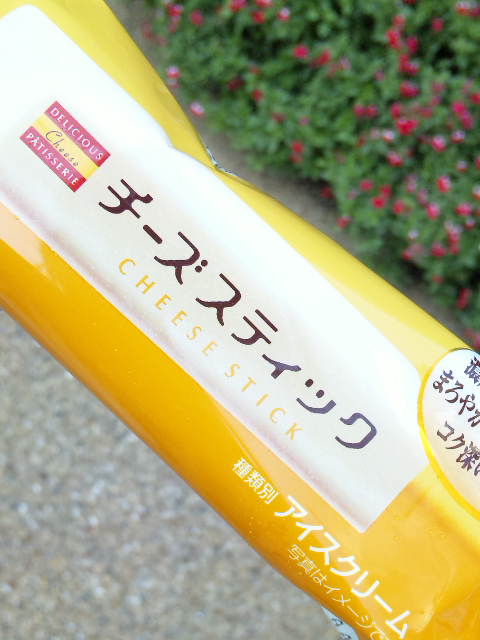 DELICIOUS
Cheese
PÂTISSERIE
チーズスティック
CHEESE STICK
まろやか
コク深い
種類別 アイスクリーム
写真はイメージで